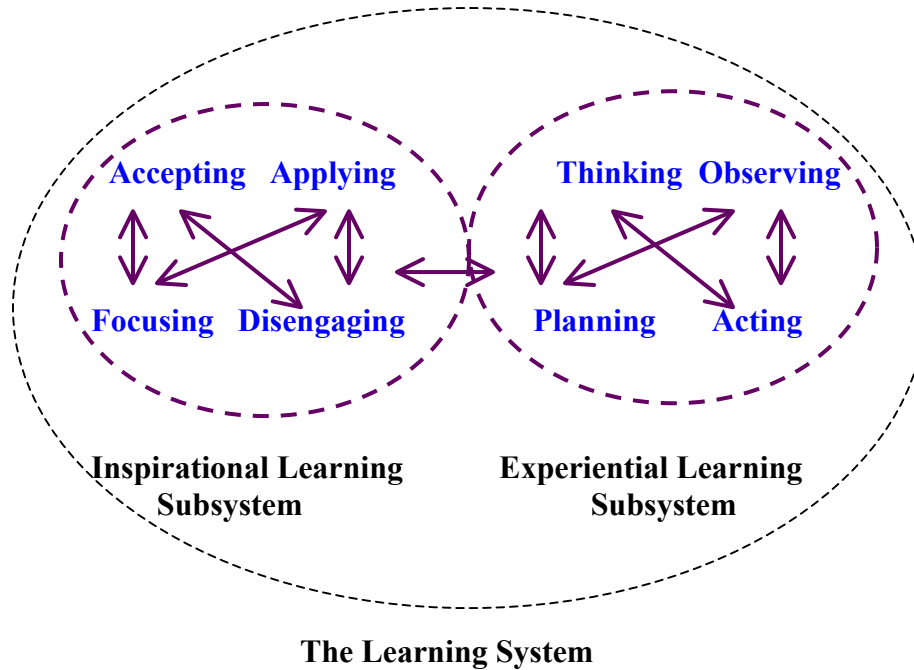 Accepting Applying Thinking Observing
Focusing Disengaging Planning Acting
Inspirational Learning
Subsystem
Experiential Learning
Subsystem
The Learning System